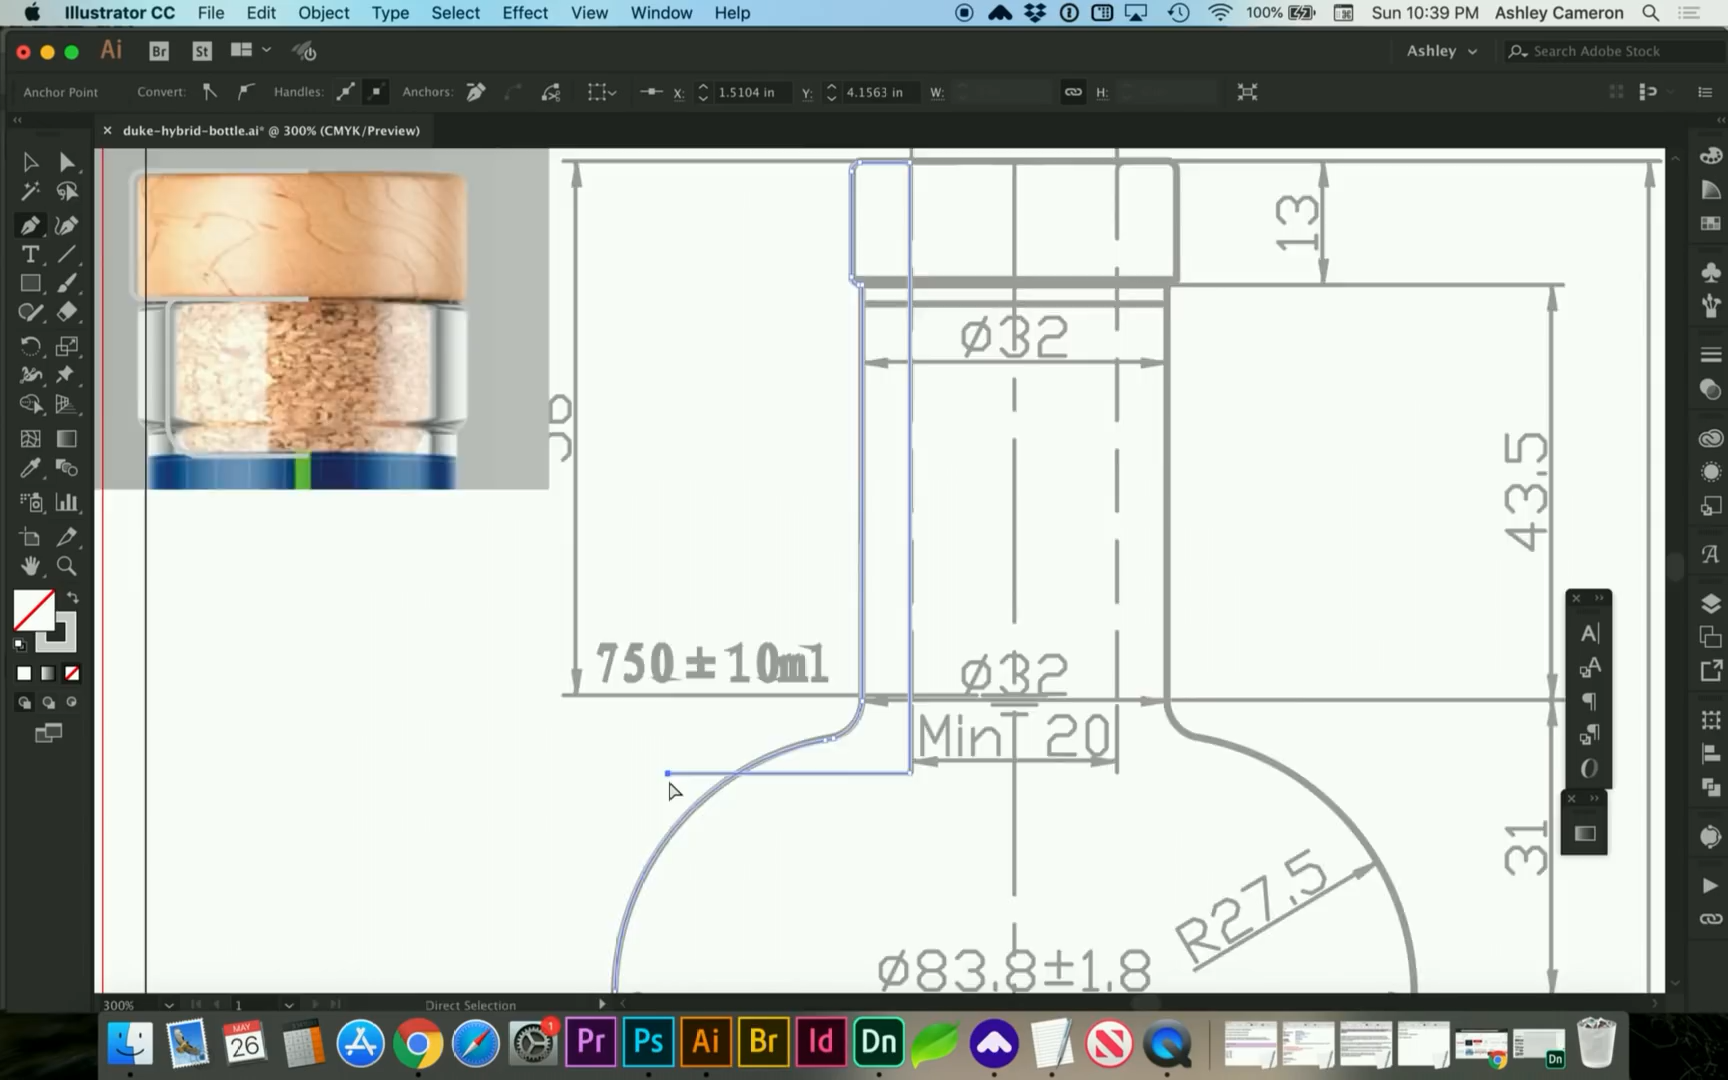 Illustrator CC File Edit Object Type Select Effect View Window Help 100% Sun 10:39 PM Ashley Cameron
Ai Br St Ashley Search Adobe Stock
Anchor Point Convert: Handles: Anchors: X: 1.5104 in Y: 4.1563 in W: H:
duke-hybrid-bottle.ai* @ 300% (CMYK/Preview)
13
ø32
43.5
750±10ml
ø32
Min 20
31
R27.5
ø83.8±1.8
300% 1 Direct Selection
MAY
26
1
Pr Ps Ai Br Id Dn
Dn